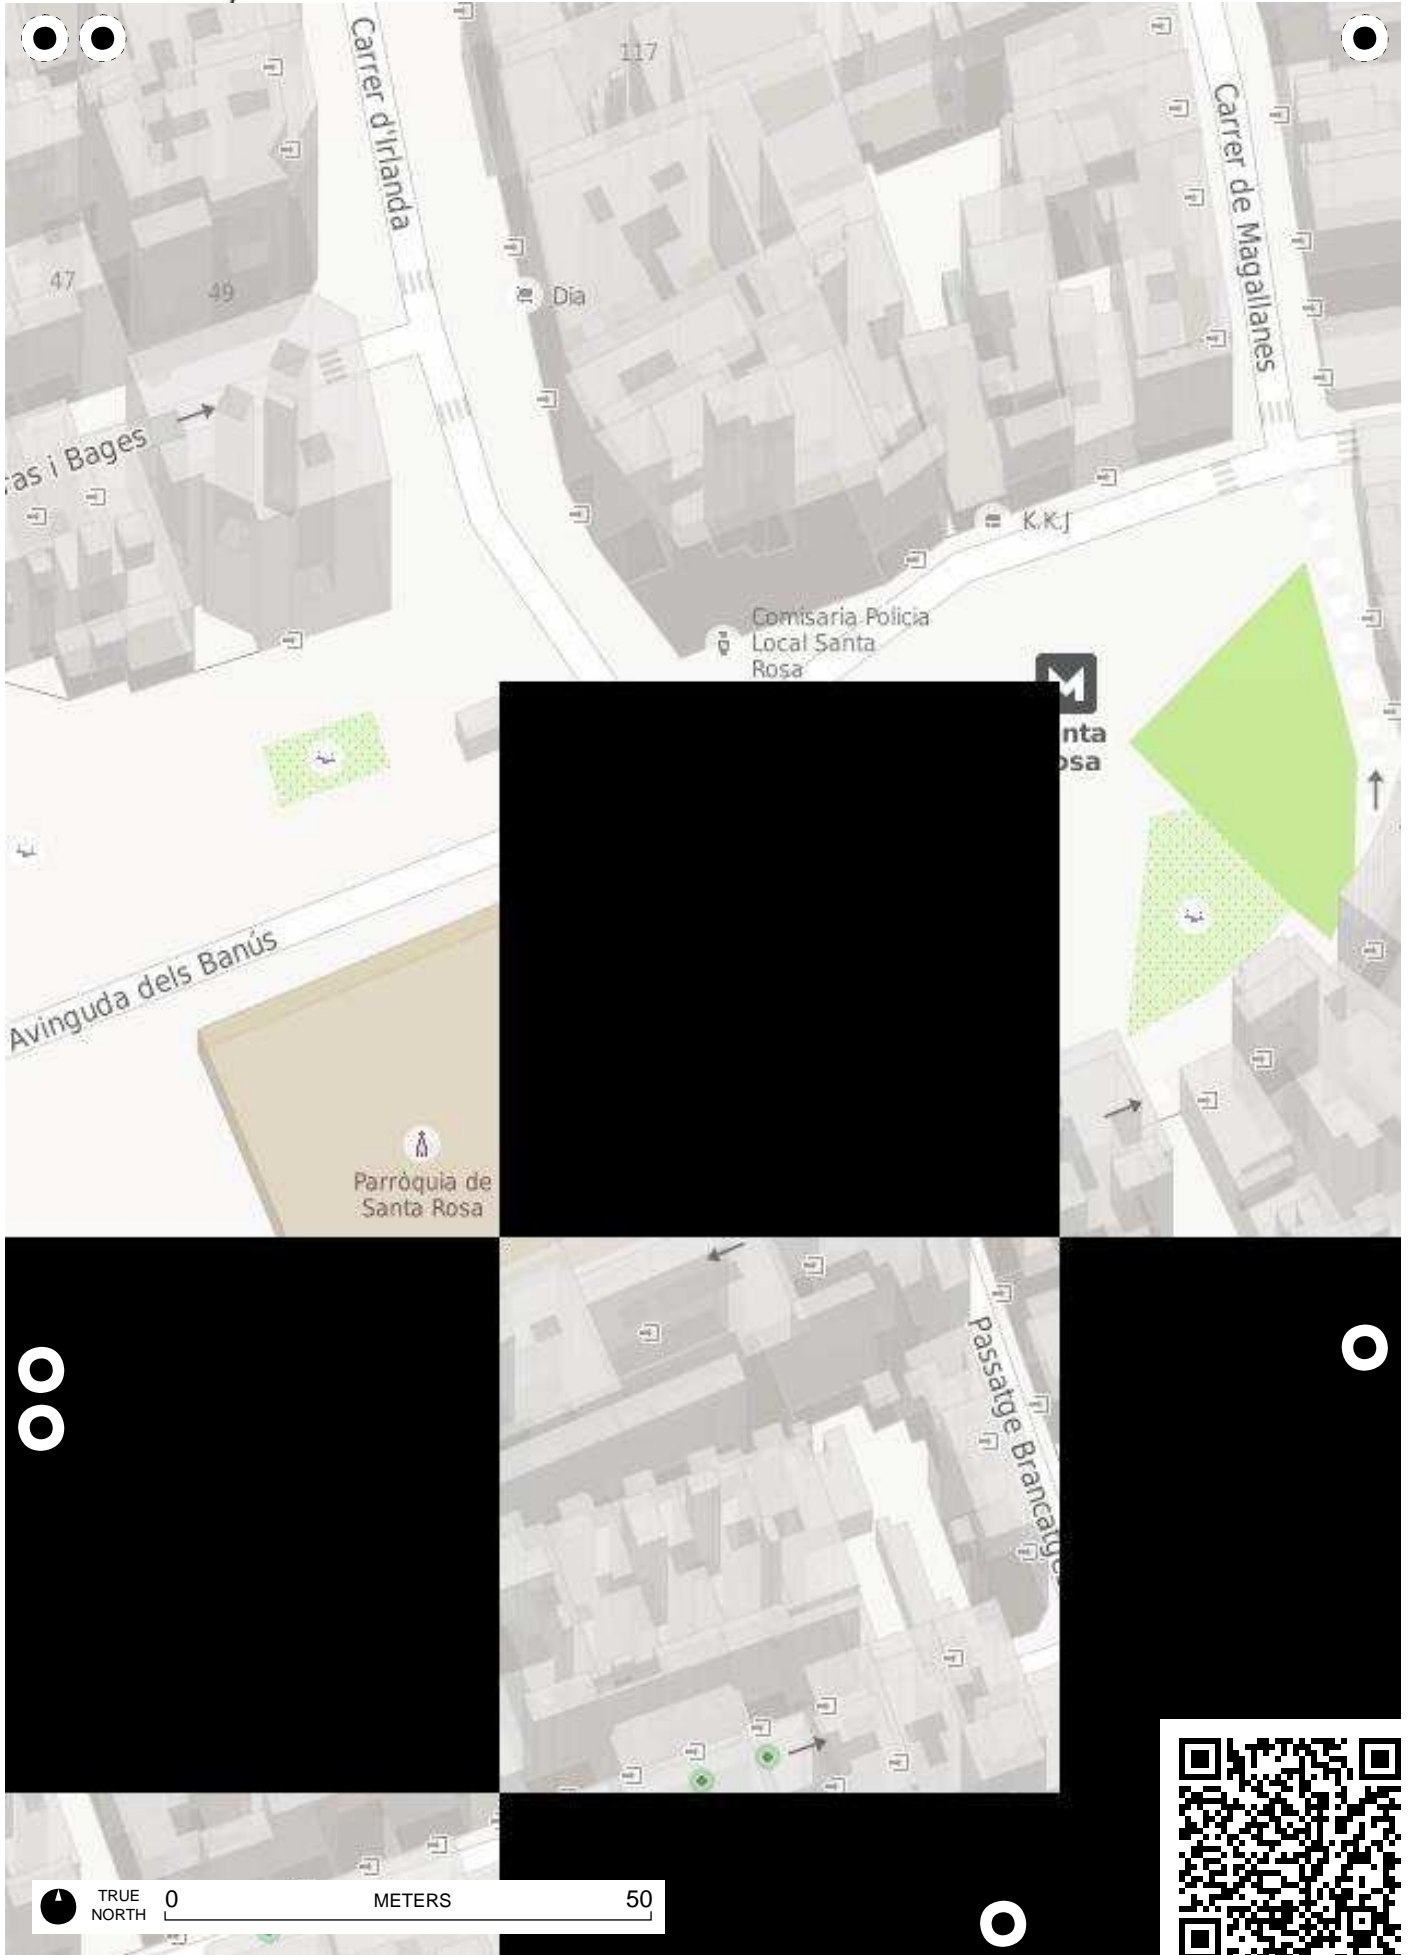 117
Carrer d'Irlanda
Carrer de Magallanes
47
49
Dia
ras i Bages
K.K.J
Comisaria Policia
Local Santa
Rosa
nta
osa
Avinguda dels Banús
Parròquia de
Santa Rosa
Passatge Brancatge
TRUE
NORTH
0
METERS
50